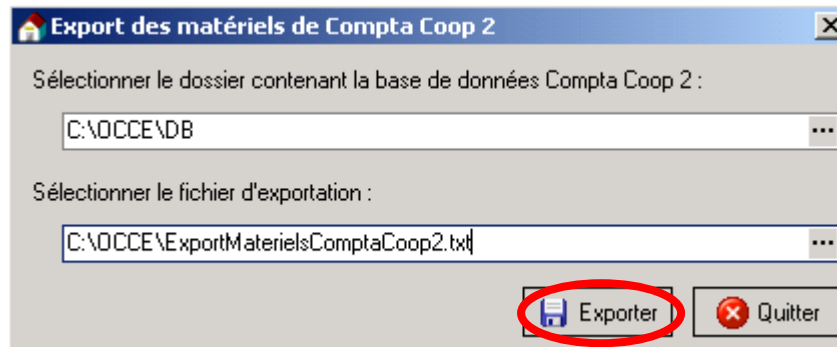 Export des matériels de Compta Coop 2
Sélectionner le dossier contenant la base de données Compta Coop 2 :
C:\OCCE\DB
...
Sélectionner le fichier d'exportation :
C:\OCCE\ExportMaterielsComptaCoop2.txt
...
Exporter
Quitter